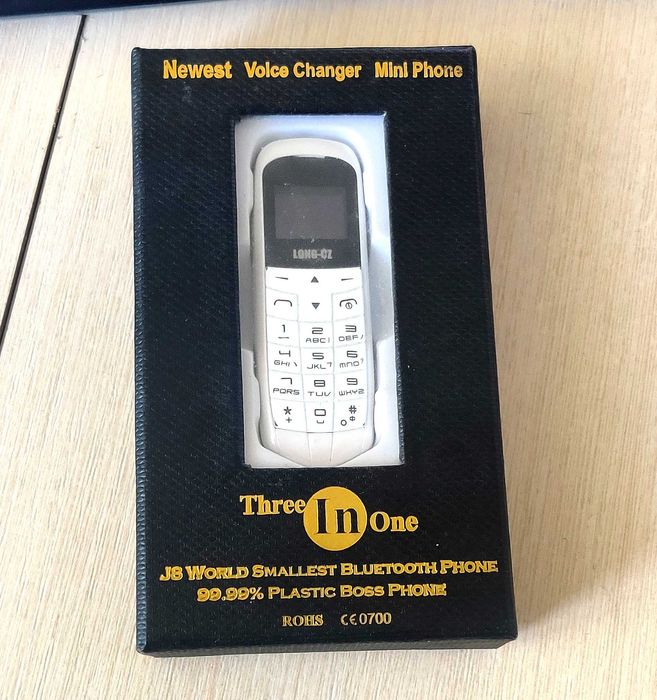 Newest Voice Changer Mini Phone
LONG-CZ
1 2 ABC 3 DEF
4 GHI 5 JKL 6 MNO
7 PQRS 8 TUV 9 WXYZ
* 0 #
+
Three In One
J8 WORLD SMALLEST BLUETOOTH PHONE
99.99% PLASTIC BOSS PHONE
ROHS CE0700